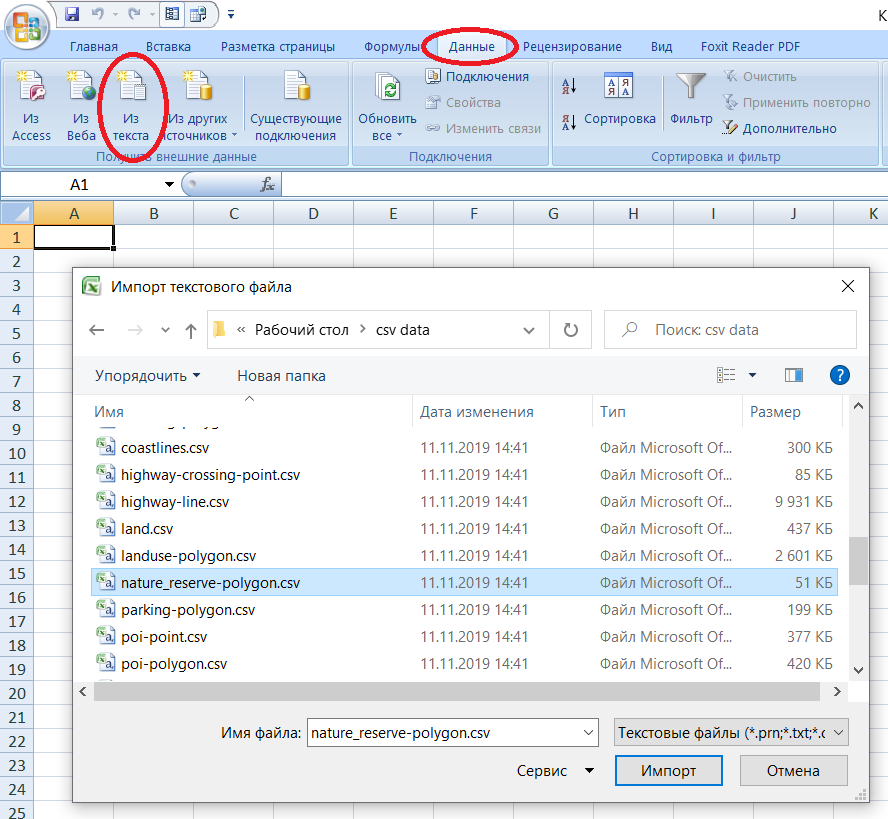 К
Главная Вставка Разметка страницы Формулы Данные Рецензирование Вид Foxit Reader PDF
Из Access
Из Веба
Из текста
Из других источников
Существующие подключения
Получить внешние данные
Обновить все
Подключения
Свойства
Изменить связи
Подключения
Сортировка
Фильтр
Очистить
Применить повторно
Дополнительно
Сортировка и фильтр
A1 fx
A B C D E F G H I J K
1
2
3
4
5
6
7
8
9
10
11
12
13
14
15
16
17
18
19
20
21
22
23
24
25
Импорт текстового файла
« Рабочий стол > csv data
Поиск: csv data
Упорядочить Новая папка
Имя Дата изменения Тип Размер
coastlines.csv 11.11.2019 14:41 Файл Microsoft Of... 300 КБ
highway-crossing-point.csv 11.11.2019 14:41 Файл Microsoft Of... 85 КБ
highway-line.csv 11.11.2019 14:41 Файл Microsoft Of... 9 931 КБ
land.csv 11.11.2019 14:41 Файл Microsoft Of... 437 КБ
landuse-polygon.csv 11.11.2019 14:41 Файл Microsoft Of... 2 601 КБ
nature_reserve-polygon.csv 11.11.2019 14:41 Файл Microsoft Of... 51 КБ
parking-polygon.csv 11.11.2019 14:41 Файл Microsoft Of... 199 КБ
poi-point.csv 11.11.2019 14:41 Файл Microsoft Of... 377 КБ
poi-polygon.csv 11.11.2019 14:41 Файл Microsoft Of... 420 КБ
Имя файла: nature_reserve-polygon.csv Текстовые файлы (*.prn;*.txt;*.c
Сервис Импорт Отмена